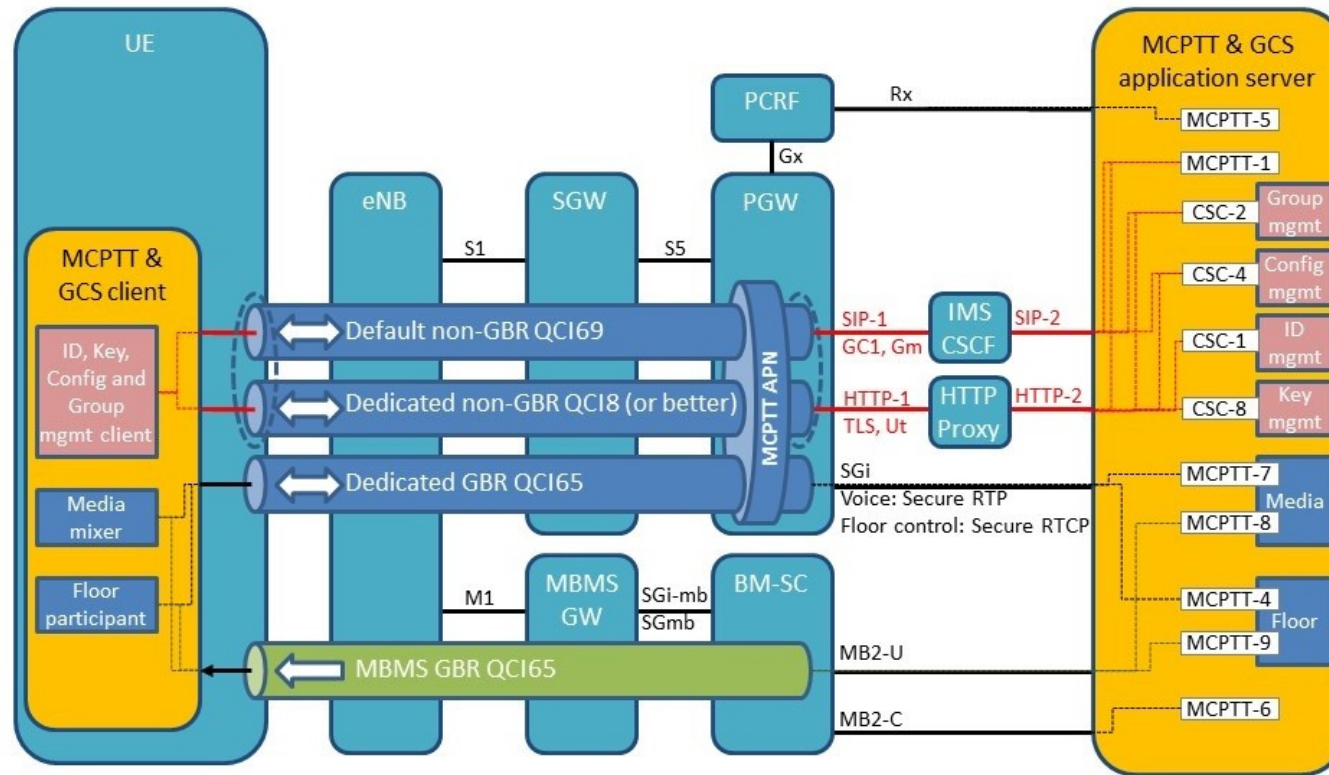 UE
MCPTT &
GCS client
ID, Key,
Config and
Group
mgmt client
Media
mixer
Floor
participant
eNB
SGW
PGW
PCRF
Rx
Gx
S1
S5
Default non-GBR QCI69
Dedicated non-GBR QCI8 (or better)
Dedicated GBR QCI65
MCPTT APN
SIP-1
GC1, Gm
IMS
CSCF
SIP-2
HTTP-1
TLS, Ut
HTTP
Proxy
HTTP-2
SGi
Voice: Secure RTP
Floor control: Secure RTCP
M1
MBMS
GW
SGi-mb
SGmb
BM-SC
MBMS GBR QCI65
MB2-U
MB2-C
MCPTT & GCS
application server
MCPTT-5
MCPTT-1
CSC-2
Group
mgmt
CSC-4
Config
mgmt
CSC-1
ID
mgmt
CSC-8
Key
mgmt
MCPTT-7
Media
MCPTT-8
MCPTT-4
Floor
MCPTT-9
MCPTT-6